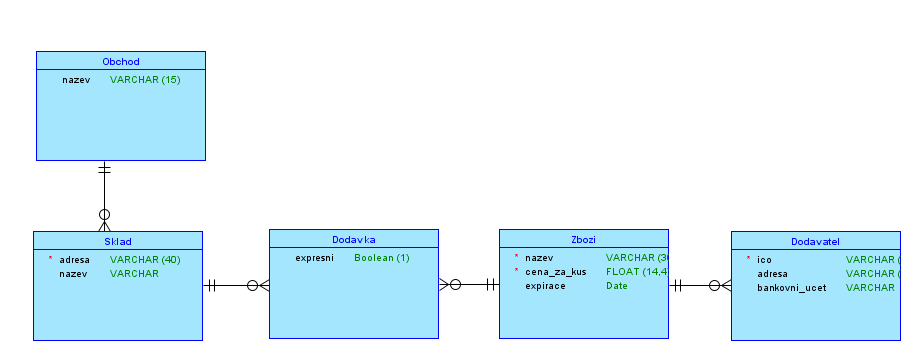 Obchod
nazev VARCHAR (15)
Sklad
* adresa VARCHAR (40)
nazev VARCHAR
Dodavka
expresni Boolean (1)
Zbozi
* nazev VARCHAR (30
* cena_za_kus FLOAT (14,4
expirace Date
Dodavatel
* ico VARCHAR (
adresa VARCHAR (
bankovni_ucet VARCHAR